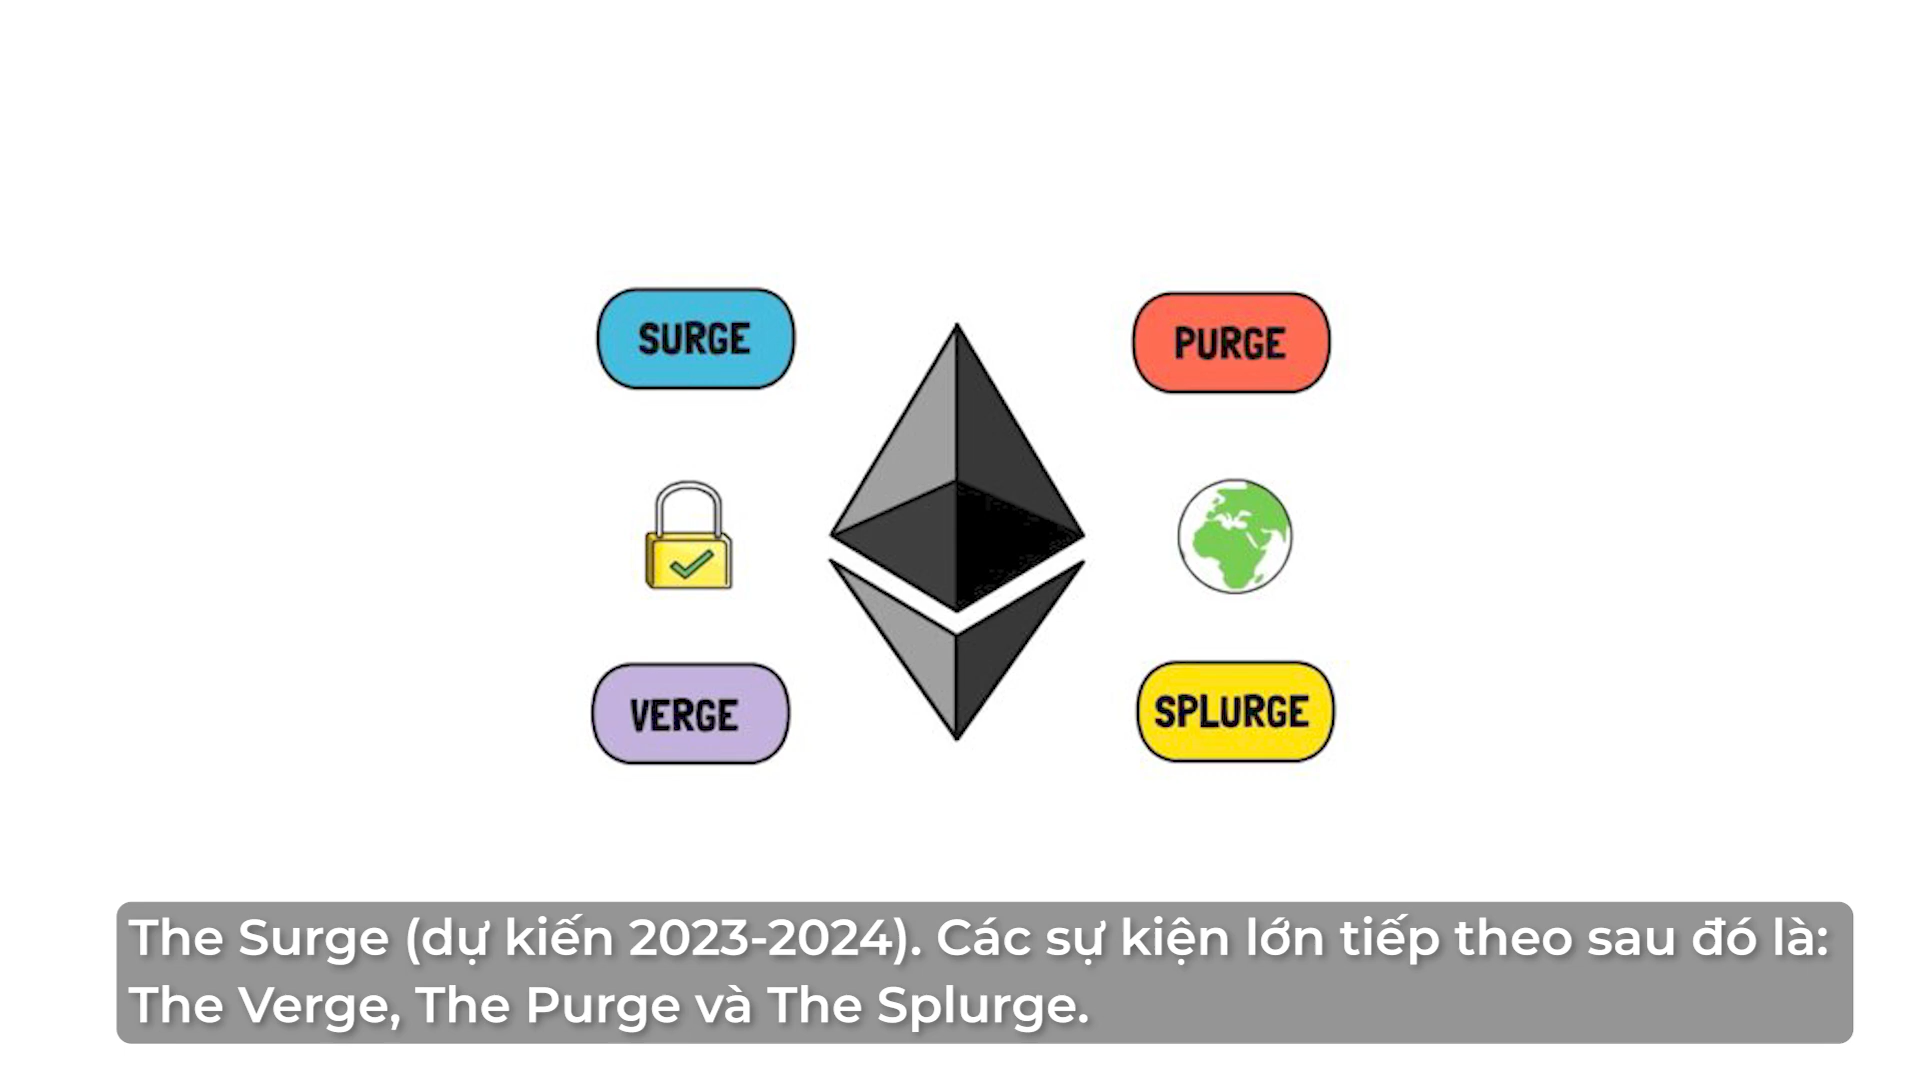 SURGE
PURGE
VERGE
SPLURGE
The Surge (dự kiến 2023-2024). Các sự kiện lớn tiếp theo sau đó là:
The Verge, The Purge và The Splurge.